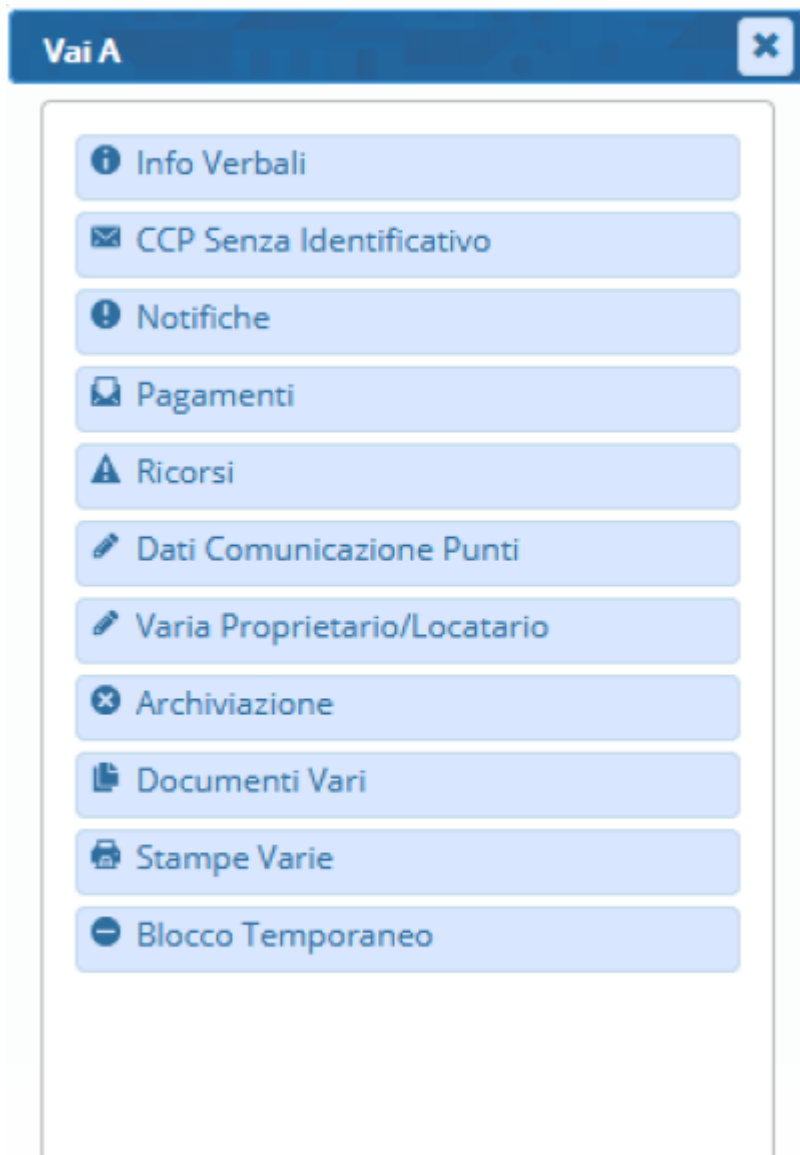 Vai A
Info Verbali
CCP Senza Identificativo
Notifiche
Pagamenti
Ricorsi
Dati Comunicazione Punti
Varia Proprietario/Locatario
Archiviazione
Documenti Vari
Stampe Varie
Blocco Temporaneo